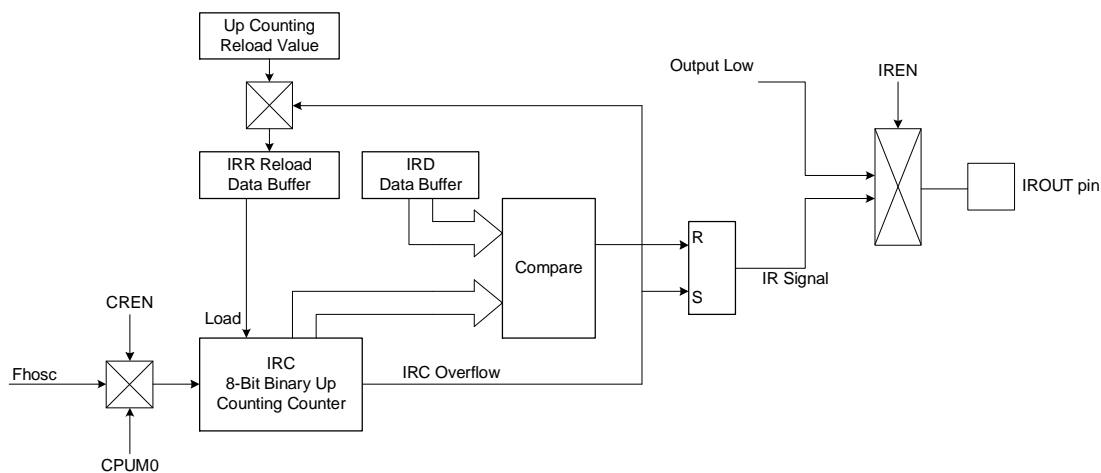 Up Counting
Reload Value
Output Low
IREN
IRR Reload
Data Buffer
IRD
Data Buffer
IROUT pin
R
Compare
IR Signal
S
CREN
Load
Fhosc
IRC
8-Bit Binary Up
Counting Counter
IRC Overflow
CPUM0